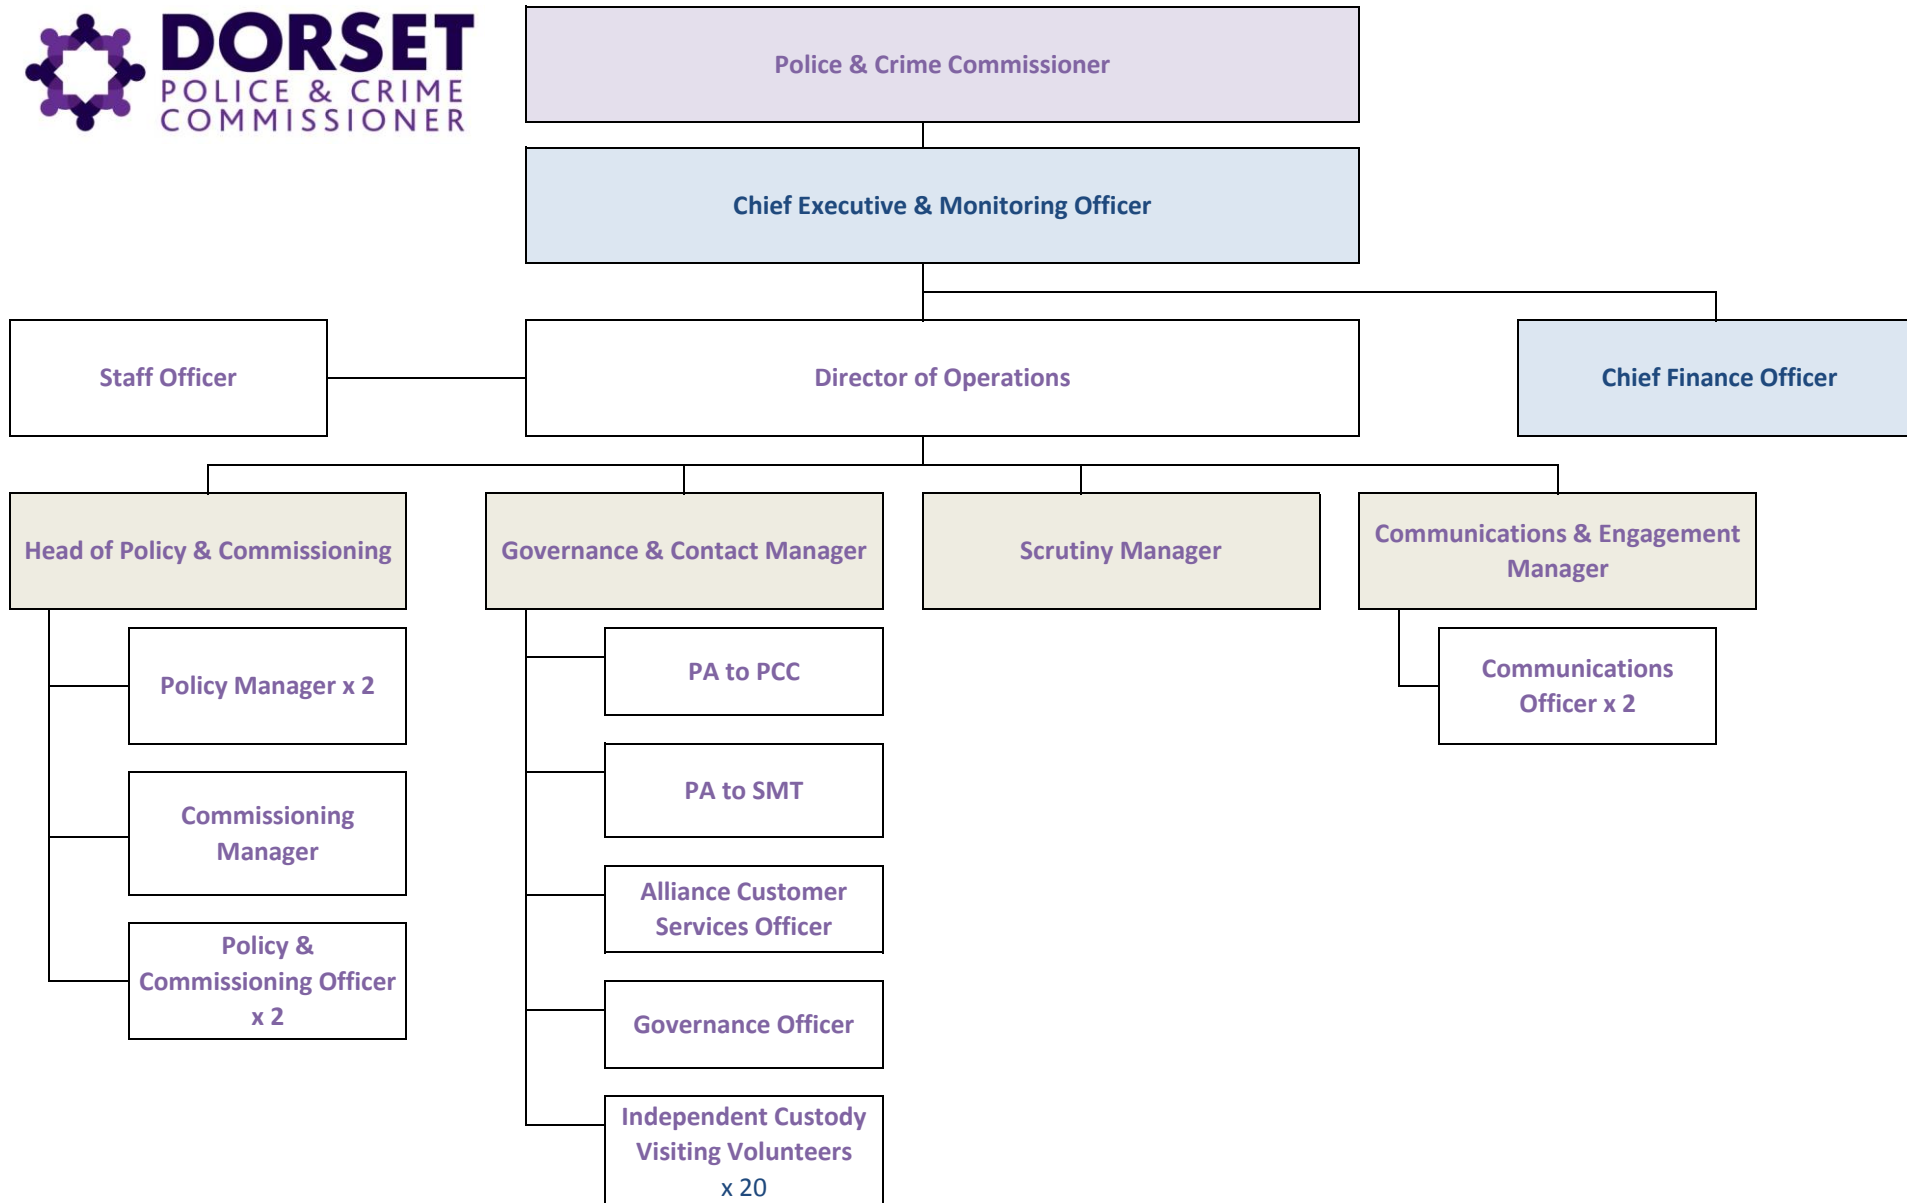 DORSET
POLICE & CRIME
COMMISSIONER
Police & Crime Commissioner
Chief Executive & Monitoring Officer
Staff Officer
Director of Operations
Chief Finance Officer
Head of Policy & Commissioning
Governance & Contact Manager
Scrutiny Manager
Communications & Engagement
Manager
Policy Manager x 2
Commissioning
Manager
Policy &
Commissioning Officer
x 2
PA to PCC
PA to SMT
Alliance Customer
Services Officer
Governance Officer
Independent Custody
Visiting Volunteers
x 20
Communications
Officer x 2